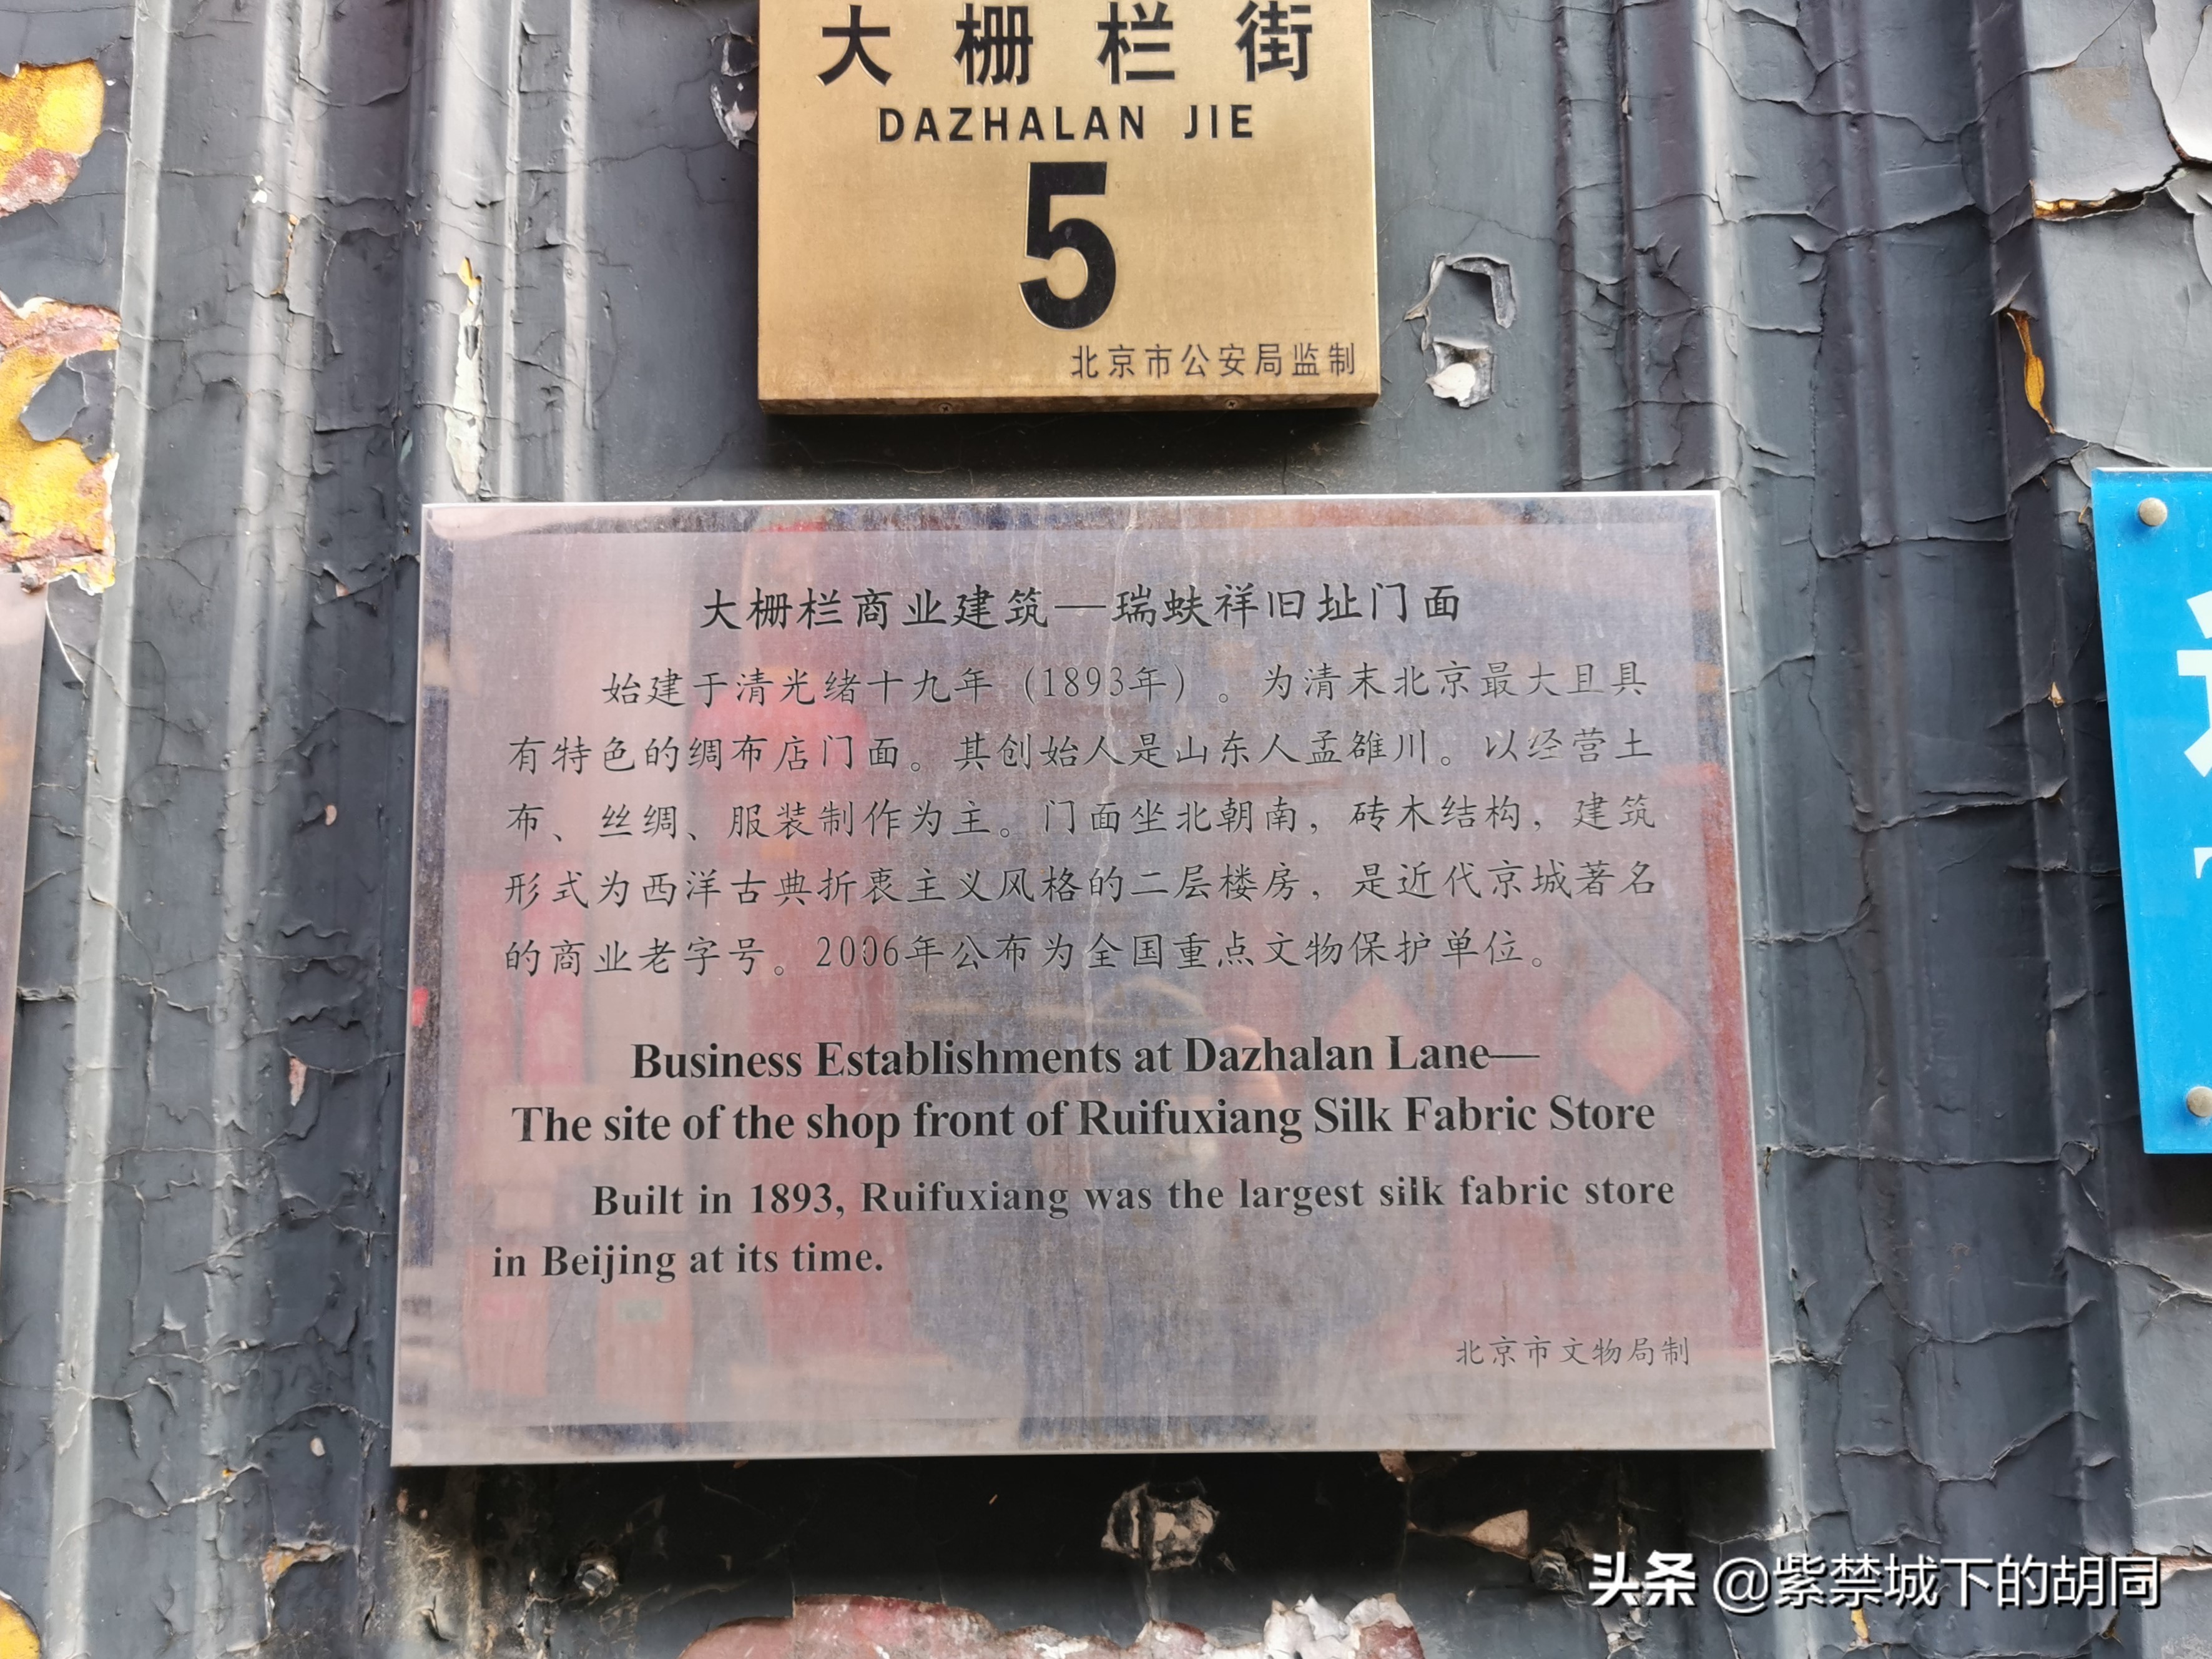 大栅栏街
DAZHALAN JIE
5
北京市公安局监制
大栅栏商业建筑—瑞蚨祥旧址门面
始建于清光绪十九年（1893年）。为清末北京最大且具
有特色的绸布店门面。其创始人是山东人孟雒川。以经营土
布、丝绸、服装制作为主。门面坐北朝南，砖木结构，建筑
形式为西洋古典折衷主义风格的二层楼房，是近代京城著名
的商业老字号。2006年公布为全国重点文物保护单位。
Business Establishments at Dazhalan Lane—
The site of the shop front of Ruifuxiang Silk Fabric Store
Built in 1893, Ruifuxiang was the largest silk fabric store
in Beijing at its time.
北京市文物局制
头条 @紫禁城下的胡同